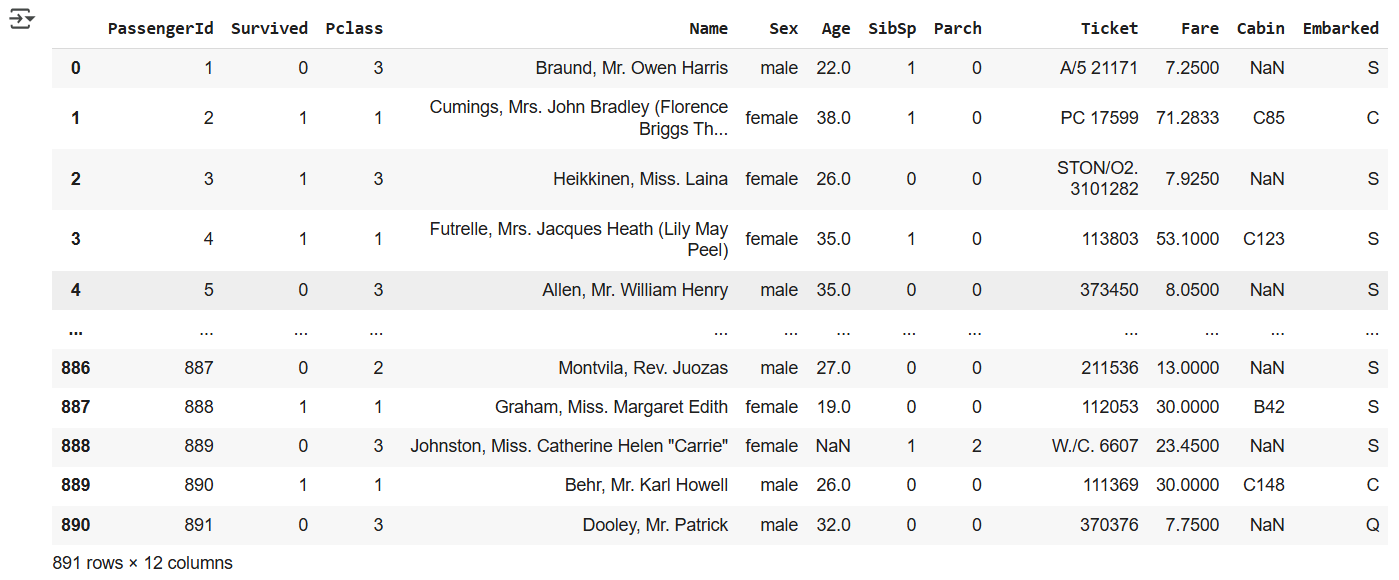 PassengerId Survived Pclass Name Sex Age SibSp Parch Ticket Fare Cabin Embarked
0 1 0 3 Braund, Mr. Owen Harris male 22.0 1 0 A/5 21171 7.2500 NaN S
1 2 1 1 Cumings, Mrs. John Bradley (Florence
Briggs Th... female 38.0 1 0 PC 17599 71.2833 C85 C
2 3 1 3 Heikkinen, Miss. Laina female 26.0 0 0 STON/O2.
3101282 7.9250 NaN S
3 4 1 1 Futrelle, Mrs. Jacques Heath (Lily May
Peel) female 35.0 1 0 113803 53.1000 C123 S
4 5 0 3 Allen, Mr. William Henry male 35.0 0 0 373450 8.0500 NaN S
... ... ... ... ... ... ... ... ... ... ... ... ...
886 887 0 2 Montvila, Rev. Juozas male 27.0 0 0 211536 13.0000 NaN S
887 888 1 1 Graham, Miss. Margaret Edith female 19.0 0 0 112053 30.0000 B42 S
888 889 0 3 Johnston, Miss. Catherine Helen "Carrie" female NaN 1 2 W./C. 6607 23.4500 NaN S
889 890 1 1 Behr, Mr. Karl Howell male 26.0 0 0 111369 30.0000 C148 C
890 891 0 3 Dooley, Mr. Patrick male 32.0 0 0 370376 7.7500 NaN Q
891 rows × 12 columns